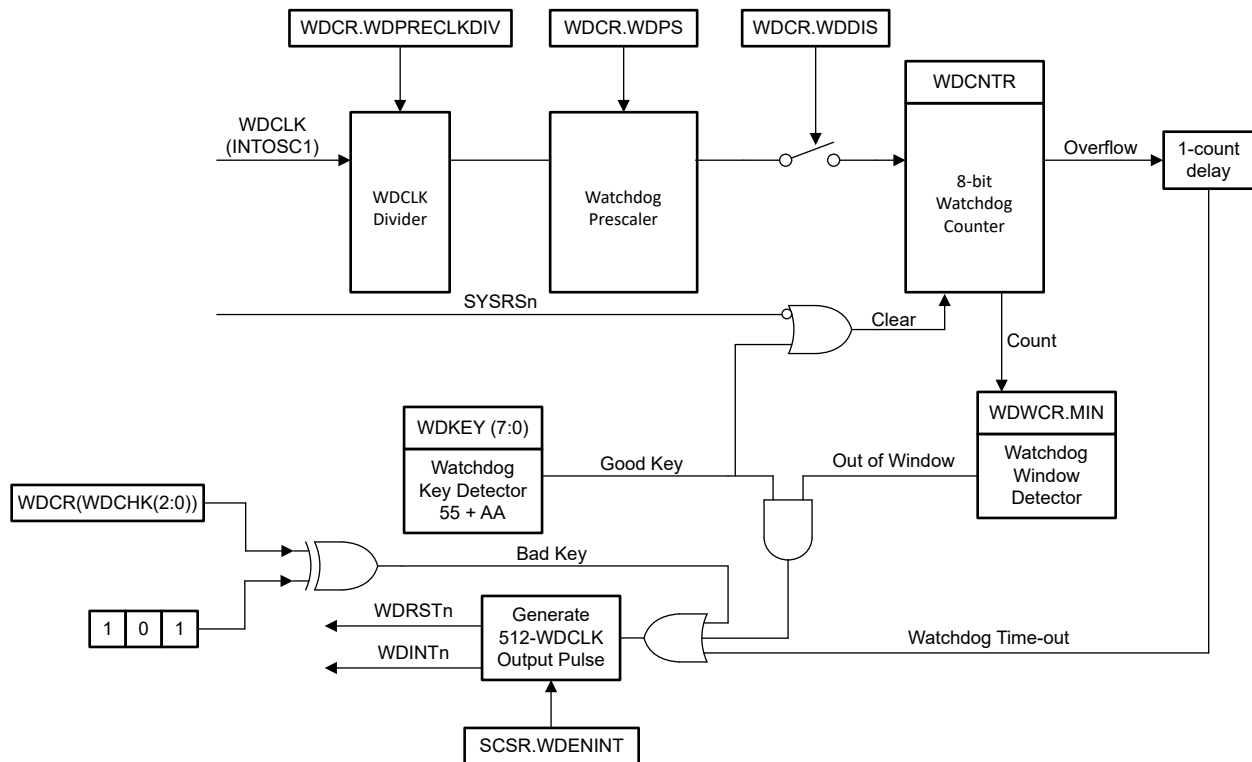 WDCR.WDPRECLKDIV
WDCR.WDPS
WDCR.WDDIS
WDCNTR
WDCLK
(INTOSC1)
WDCLK
Divider
Watchdog
Prescaler
8-bit
Watchdog
Counter
Overflow
1-count
delay
SYSRSn
Clear
Count
WDKEY (7:0)
Watchdog
Key Detector
55 + AA
Good Key
Out of Window
WDWCR.MIN
Watchdog
Window
Detector
WDCR(WDCHK(2:0))
Bad Key
1 0 1
WDRSTn
WDINTn
Generate
512-WDCLK
Output Pulse
Watchdog Time-out
SCSR.WDENINT